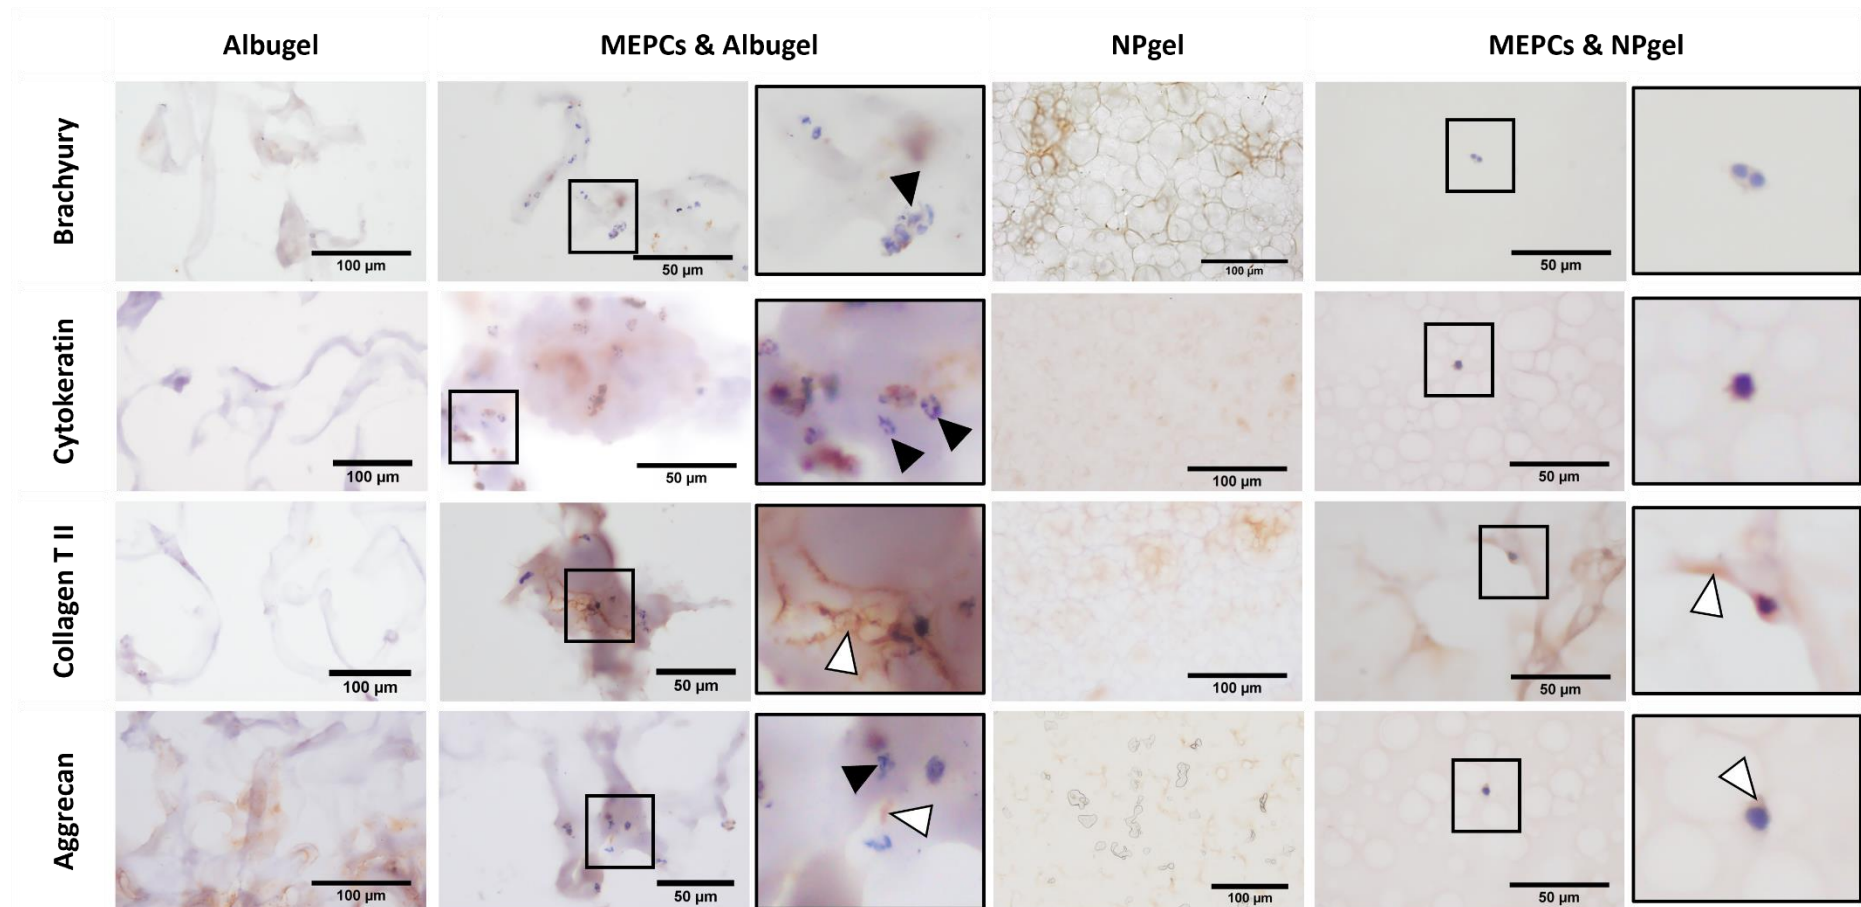 Albugel MEPCs & Albugel NPgel MEPCs & NPgel
Brachyury
100 µm 50 µm 100 µm 50 µm
Cytokeratin
100 µm 50 µm 100 µm 50 µm
Collagen T II
100 µm 50 µm 100 µm 50 µm
Aggrecan
100 µm 50 µm 100 µm 50 µm